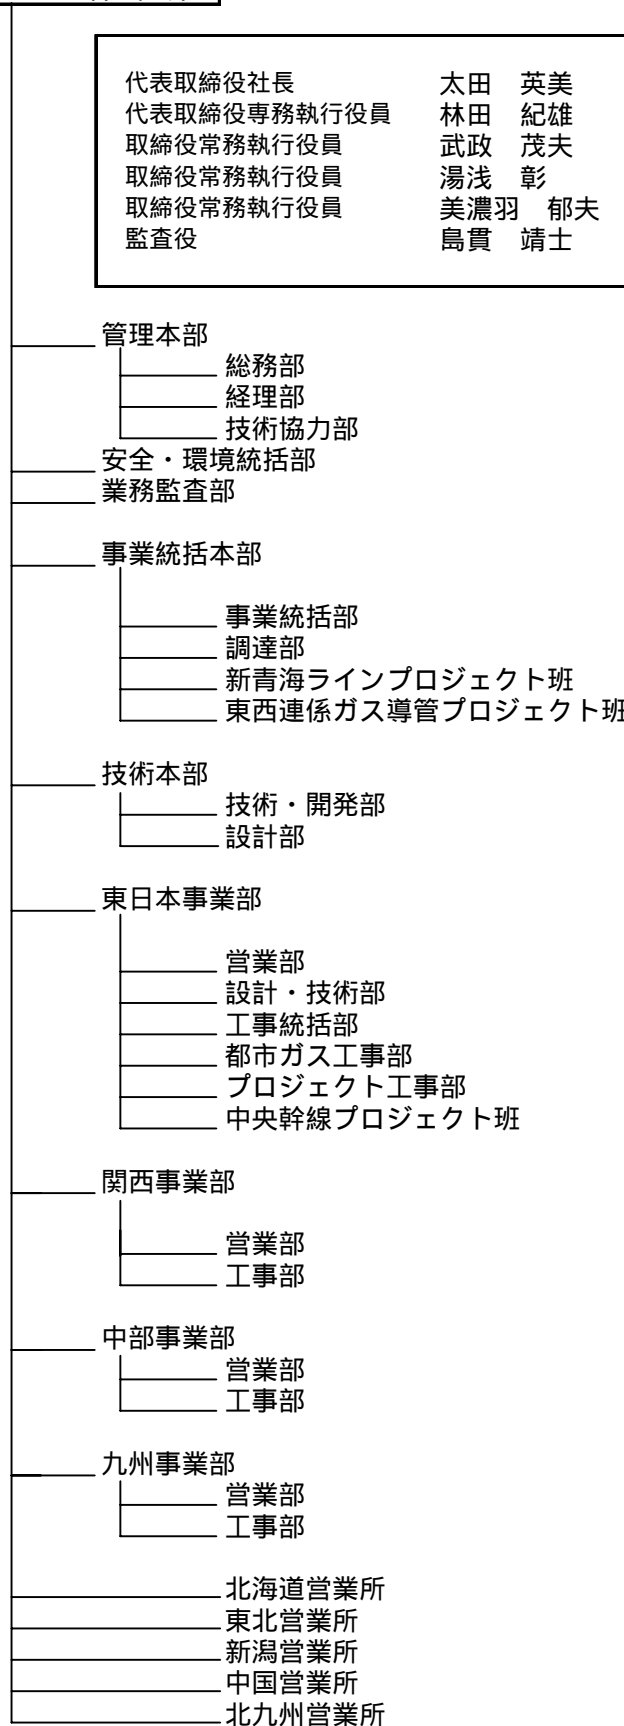 代表取締役社長 太田 英美
代表取締役専務執行役員 林田 紀雄
取締役常務執行役員 武政 茂夫
取締役常務執行役員 湯浅 彰
取締役常務執行役員 美濃羽 郁夫
監査役 島貫 靖士
管理本部
総務部
経理部
技術協力部
安全・環境統括部
業務監査部
事業統括本部
事業統括部
調達部
新青海ラインプロジェクト班
東西連係ガス導管プロジェクト班
技術本部
技術・開発部
設計部
東日本事業部
営業部
設計・技術部
工事統括部
都市ガス工事部
プロジェクト工事部
中央幹線プロジェクト班
関西事業部
営業部
工事部
中部事業部
営業部
工事部
九州事業部
営業部
工事部
北海道営業所
東北営業所
新潟営業所
中国営業所
北九州営業所